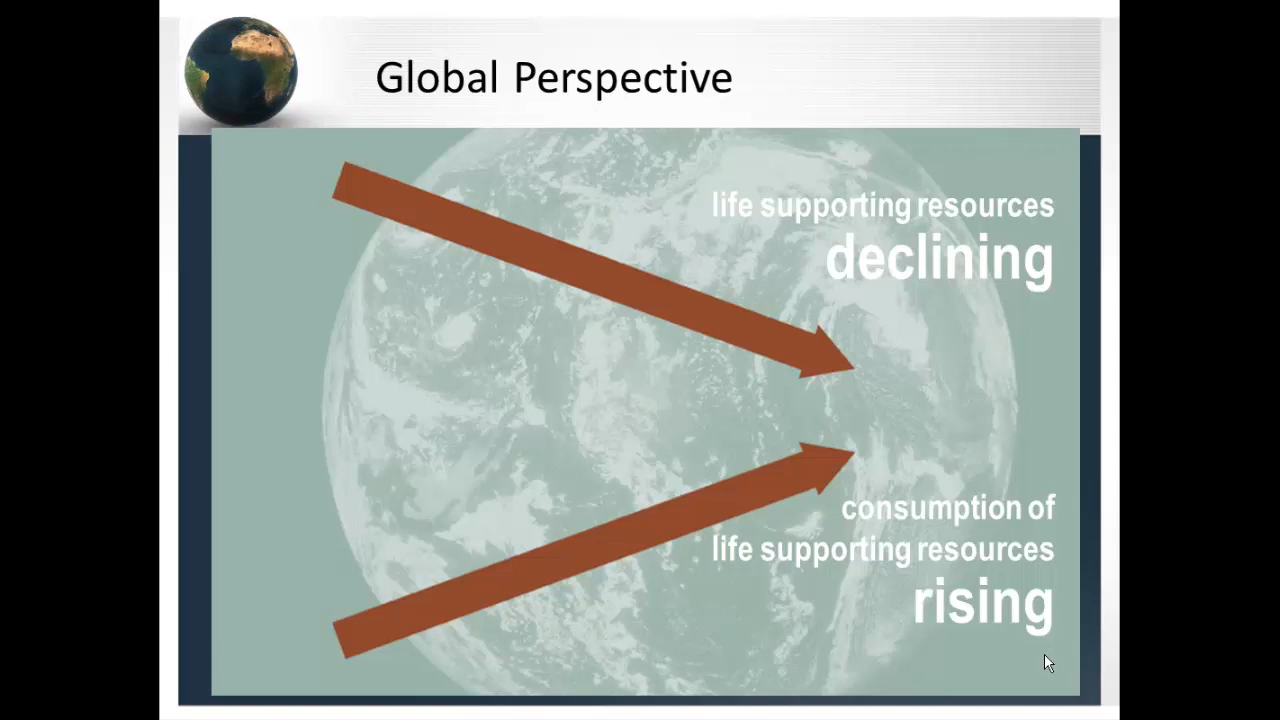 Global Perspective
life supporting resources
declining
consumption of
life supporting resources
rising